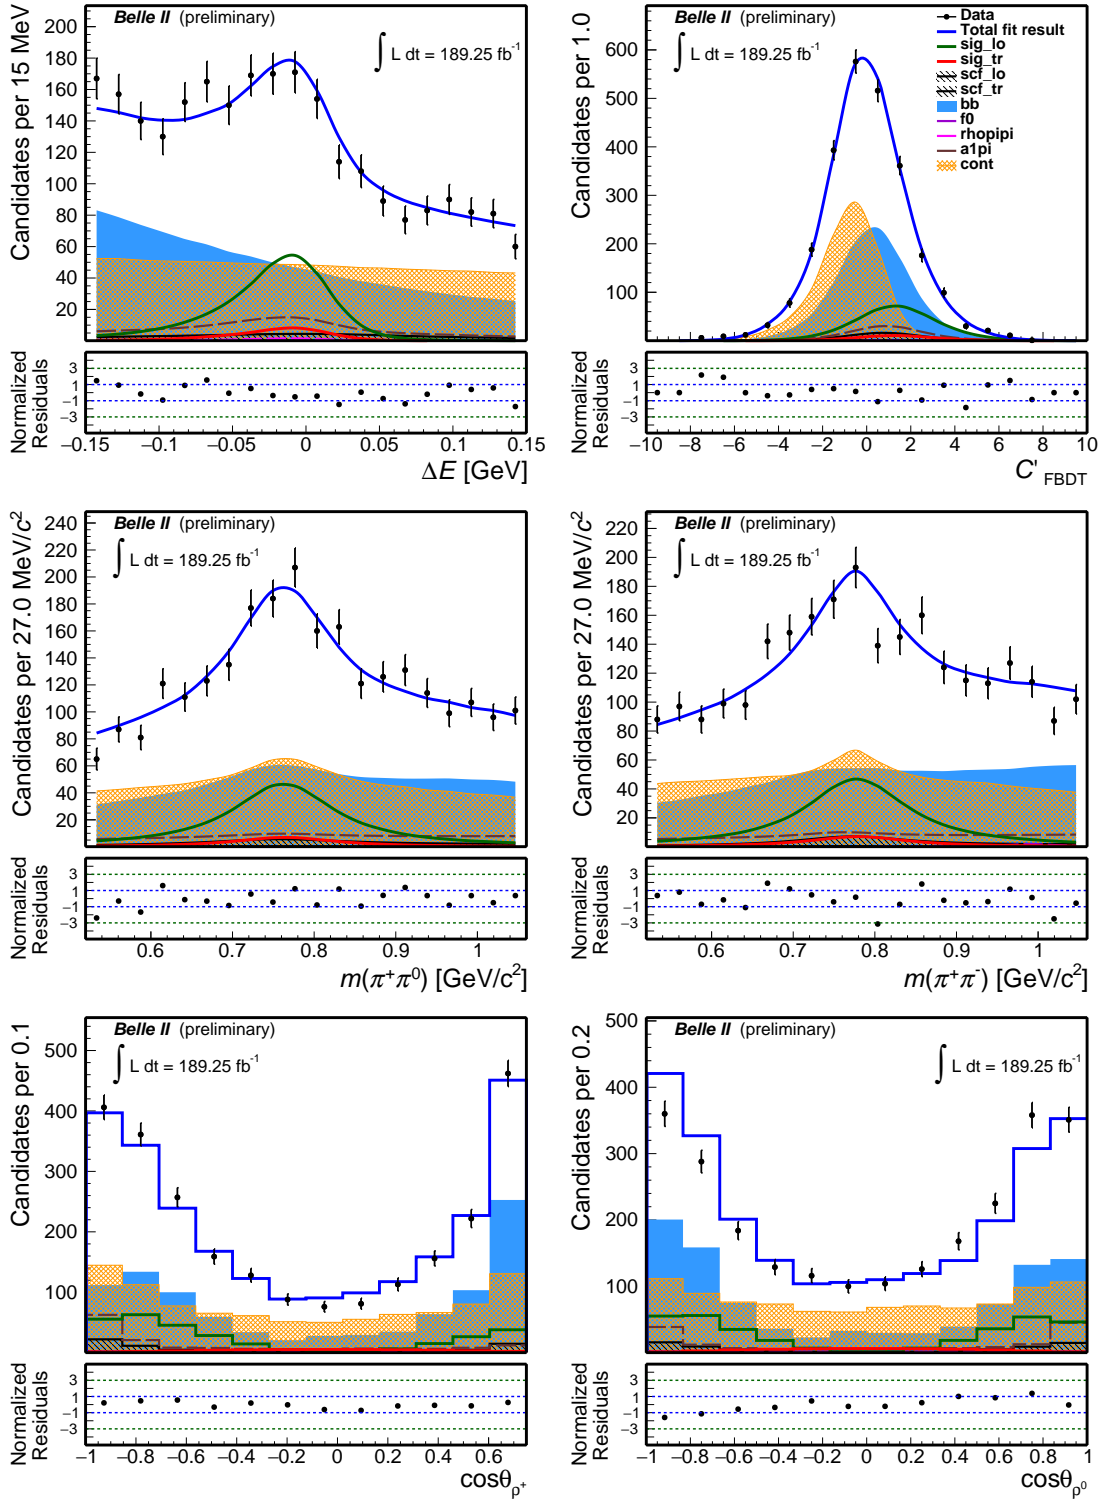 Belle II (preliminary)
∫ L dt = 189.25 fb⁻¹
Candidates per 15 MeV
200
180
160
140
120
100
80
60
40
20
Normalized
Residuals
3
1
−1
−3
−0.15 −0.1 −0.05 0 0.05 0.1 0.15
ΔE [GeV]
Belle II (preliminary)
∫ L dt = 189.25 fb⁻¹
Data
Total fit result
sig_lo
sig_tr
scf_lo
scf_tr
bb
f0
rhopipi
a1pi
cont
Candidates per 1.0
600
500
400
300
200
100
Normalized
Residuals
3
1
−1
−3
−10 −8 −6 −4 −2 0 2 4 6 8 10
C'FBDT
Belle II (preliminary)
∫ L dt = 189.25 fb⁻¹
Candidates per 27.0 MeV/c²
240
220
200
180
160
140
120
100
80
60
40
20
Normalized
Residuals
3
1
−1
−3
0.6 0.7 0.8 0.9 1
m(π⁺π⁰) [GeV/c²]
Belle II (preliminary)
∫ L dt = 189.25 fb⁻¹
Candidates per 27.0 MeV/c²
220
200
180
160
140
120
100
80
60
40
20
Normalized
Residuals
3
1
−1
−3
0.6 0.7 0.8 0.9 1
m(π⁺π⁻) [GeV/c²]
Belle II (preliminary)
∫ L dt = 189.25 fb⁻¹
Candidates per 0.1
500
400
300
200
100
Normalized
Residuals
3
1
−1
−3
−1 −0.8 −0.6 −0.4 −0.2 0 0.2 0.4 0.6
cosθρ⁺
Belle II (preliminary)
∫ L dt = 189.25 fb⁻¹
Candidates per 0.2
500
400
300
200
100
Normalized
Residuals
3
1
−1
−3
−1 −0.8 −0.6 −0.4 −0.2 0 0.2 0.4 0.6 0.8 1
cosθρ⁰